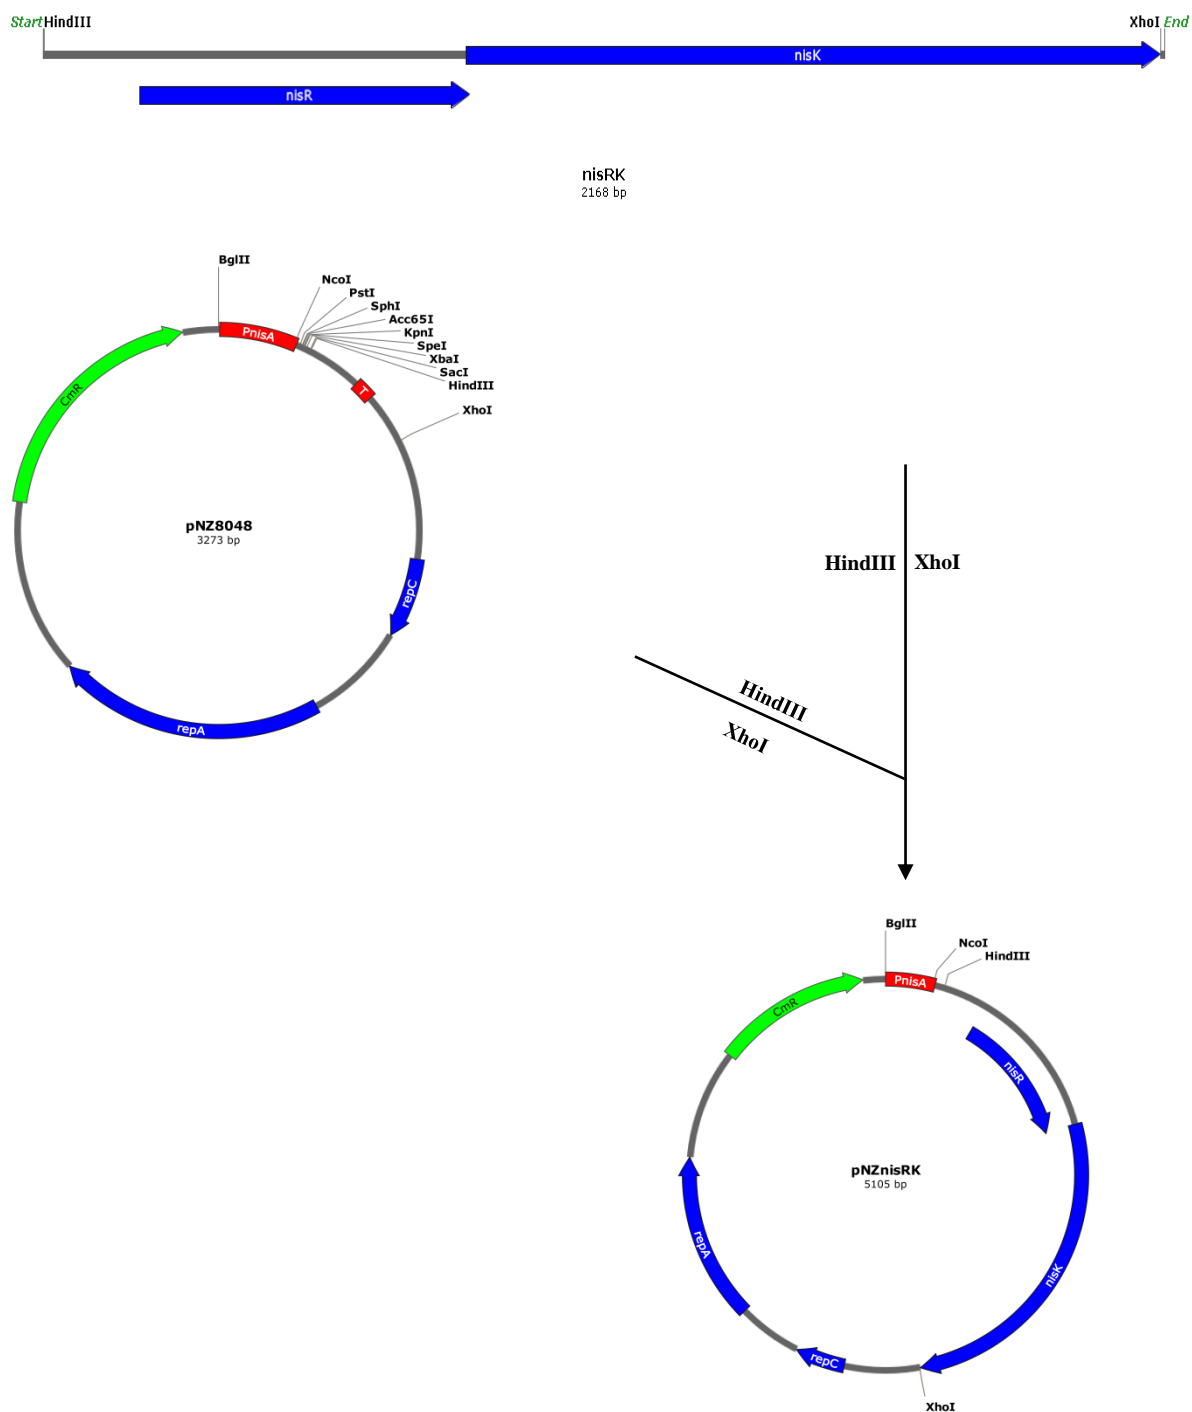 Start HindIII
XhoI End
nisK
nisR
nisRK
2168 bp
BglII
NcoI
PstI
SphI
Acc65I
KpnI
SpeI
XbaI
SacI
HindIII
XhoI
PnisA
T
CmR
pNZ8048
3273 bp
repC
repA
HindIII XhoI
HindIII
XhoI
BglII
NcoI
HindIII
PnisA
CmR
nisR
pNZnisRK
5105 bp
repA
nisK
repC
XhoI